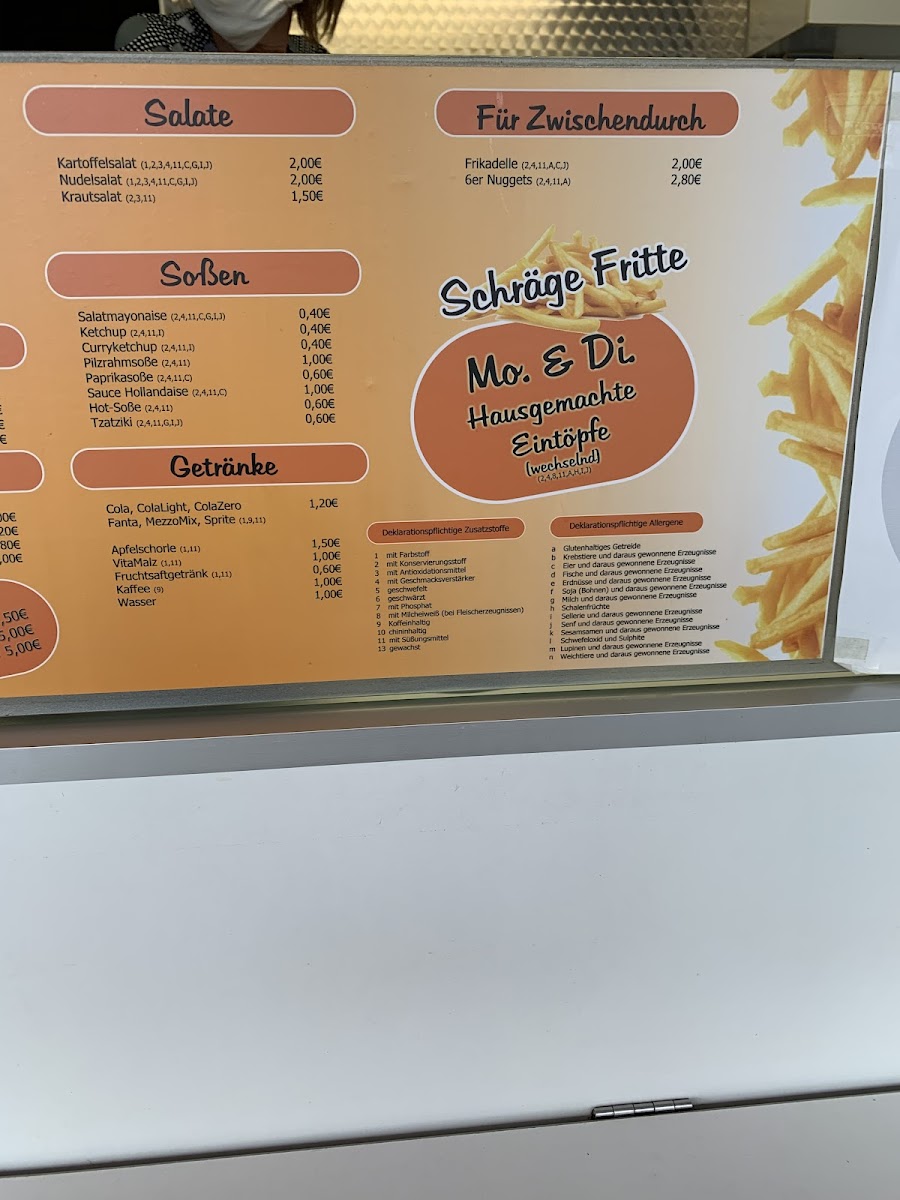 Salate
Kartoffelsalat (1,2,3,4,11,C,G,I,J) 2,00€
Nudelsalat (1,2,3,4,11,C,G,I,J) 2,00€
Krautsalat (2,3,11) 1,50€
Soßen
Salatmayonaise (2,4,11,C,G,I,J) 0,40€
Ketchup (2,4,11,I) 0,40€
Curryketchup (2,4,11,I) 0,40€
Pilzrahmsoße (2,4,11) 1,00€
Paprikasoße (2,4,11,C) 0,60€
Sauce Hollandaise (2,4,11,C) 1,00€
Hot-Soße (2,4,11) 0,60€
Tzatziki (2,4,11,G,I,J) 0,60€
Getränke
Cola, ColaLight, ColaZero 1,20€
Fanta, MezzoMix, Sprite (1,9,11)
Apfelschorle (1,11) 1,50€
VitaMalz (1,11) 1,00€
Fruchtsaftgetränk (1,11) 0,60€
Kaffee (9) 1,00€
Wasser 1,00€
Für Zwischendurch
Frikadelle (2,4,11,A,C,J) 2,00€
6er Nuggets (2,4,11,A) 2,80€
Schräge Fritte
Mo. & Di.
Hausgemachte
Eintöpfe
(wechselnd)
(2,4,8,11,A,H,I,J)
Deklarationspflichtige Zusatzstoffe
1 mit Farbstoff
2 mit Konservierungsstoff
3 mit Antioxidationsmittel
4 mit Geschmacksverstärker
5 geschwefelt
6 geschwärzt
7 mit Phosphat
8 mit Milcheiweiß (bei Fleischerzeugnissen)
9 Koffeinhaltig
10 chininhaltig
11 mit Süßungsmittel
13 gewachst
Deklarationspflichtige Allergene
a Glutenhaltiges Getreide
b Krebstiere und daraus gewonnene Erzeugnisse
c Eier und daraus gewonnene Erzeugnisse
d Fische und daraus gewonnene Erzeugnisse
e Erdnüsse und daraus gewonnene Erzeugnisse
f Soja (Bohnen) und daraus gewonnene Erzeugnisse
g Milch und daraus gewonnene Erzeugnisse
h Schalenfrüchte
i Sellerie und daraus gewonnene Erzeugnisse
j Senf und daraus gewonnene Erzeugnisse
k Sesamsamen und daraus gewonnene Erzeugnisse
l Schwefeloxid und Sulphite
m Lupinen und daraus gewonnene Erzeugnisse
n Weichtiere und daraus gewonnene Erzeugnisse
5,00€